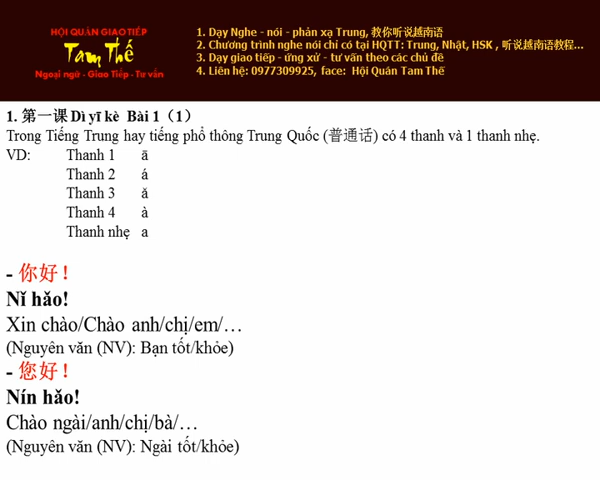 HỘI QUÁN GIAO TIẾP
Tam Thế
Ngoại ngữ - Giao Tiếp - Tư vấn
1. Dạy Nghe - nói - phản xạ Trung, 教你听说越南语
2. Chương trình nghe nói chỉ có tại HQTT: Trung, Nhật, HSK , 听说越南语教程...
3. Dạy giao tiếp - ứng xử - tư vấn theo các chủ đề
4. Liên hệ: 0977309925, face: Hội Quán Tam Thế
1. 第一课 Dì yī kè Bài 1（1）
Trong Tiếng Trung hay tiếng phổ thông Trung Quốc (普通话) có 4 thanh và 1 thanh nhẹ.
VD: Thanh 1 ā
Thanh 2 á
Thanh 3 ă
Thanh 4 à
Thanh nhẹ a
- 你好！
Nǐ hǎo!
Xin chào/Chào anh/chị/em/…
(Nguyên văn (NV): Bạn tốt/khỏe)
- 您好！
Nín hǎo!
Chào ngài/anh/chị/bà/…
(Nguyên văn (NV): Ngài tốt/khỏe)